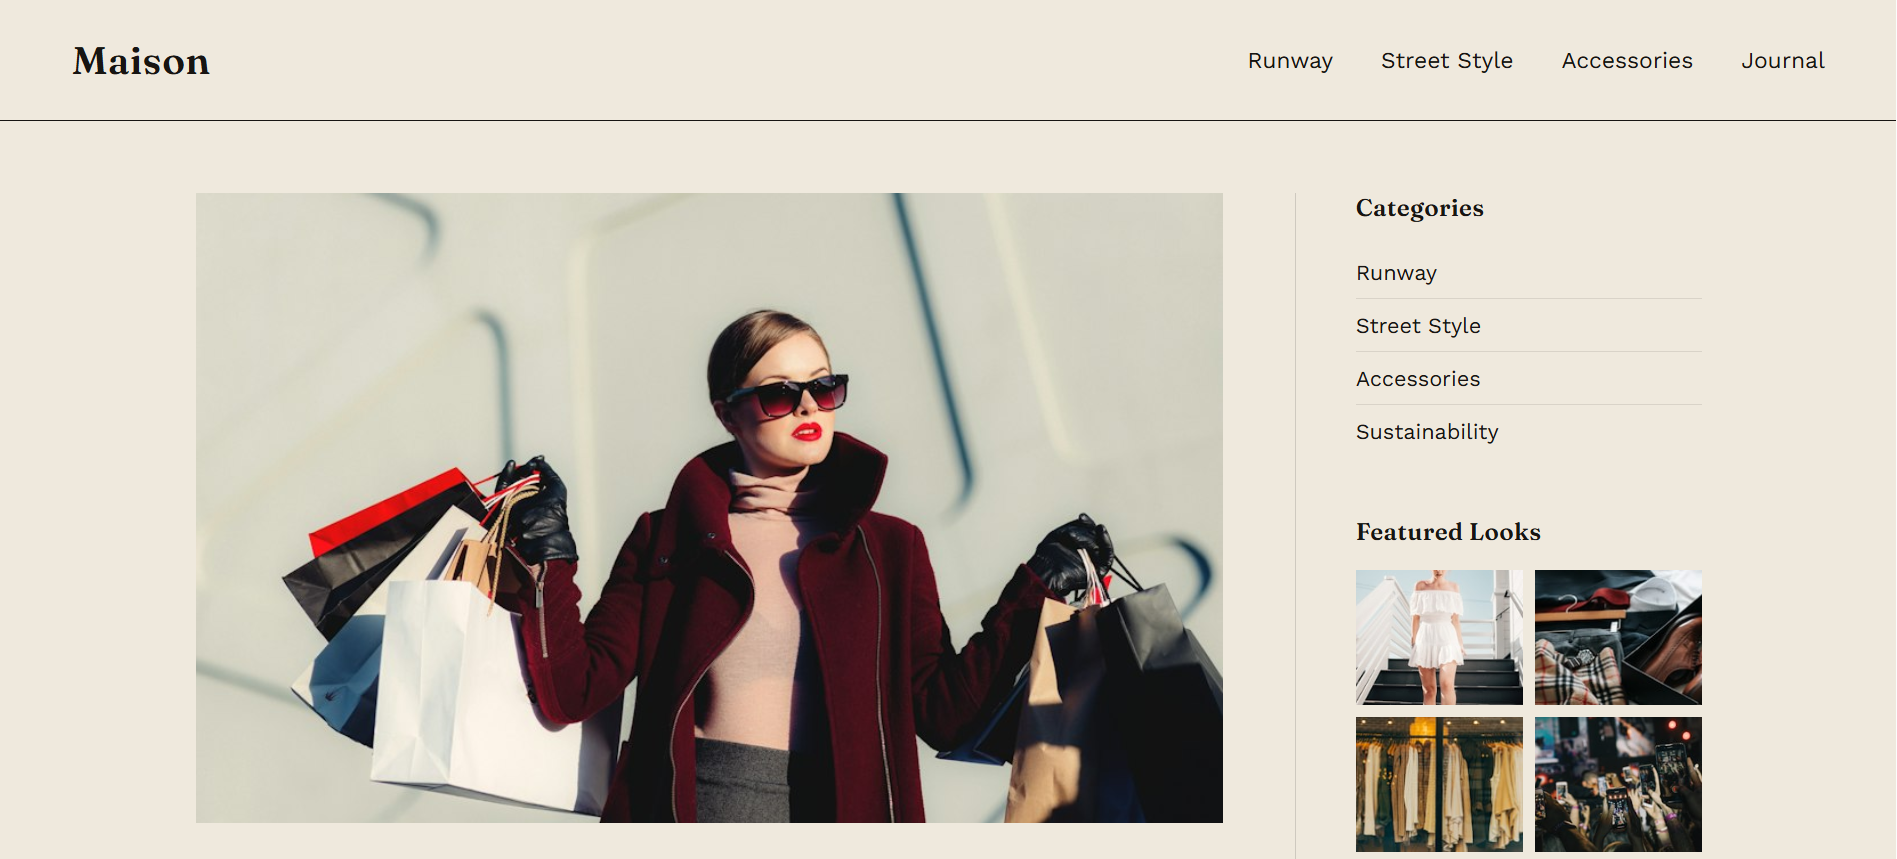 Maison
Runway Street Style Accessories Journal
Categories
Runway
Street Style
Accessories
Sustainability
Featured Looks